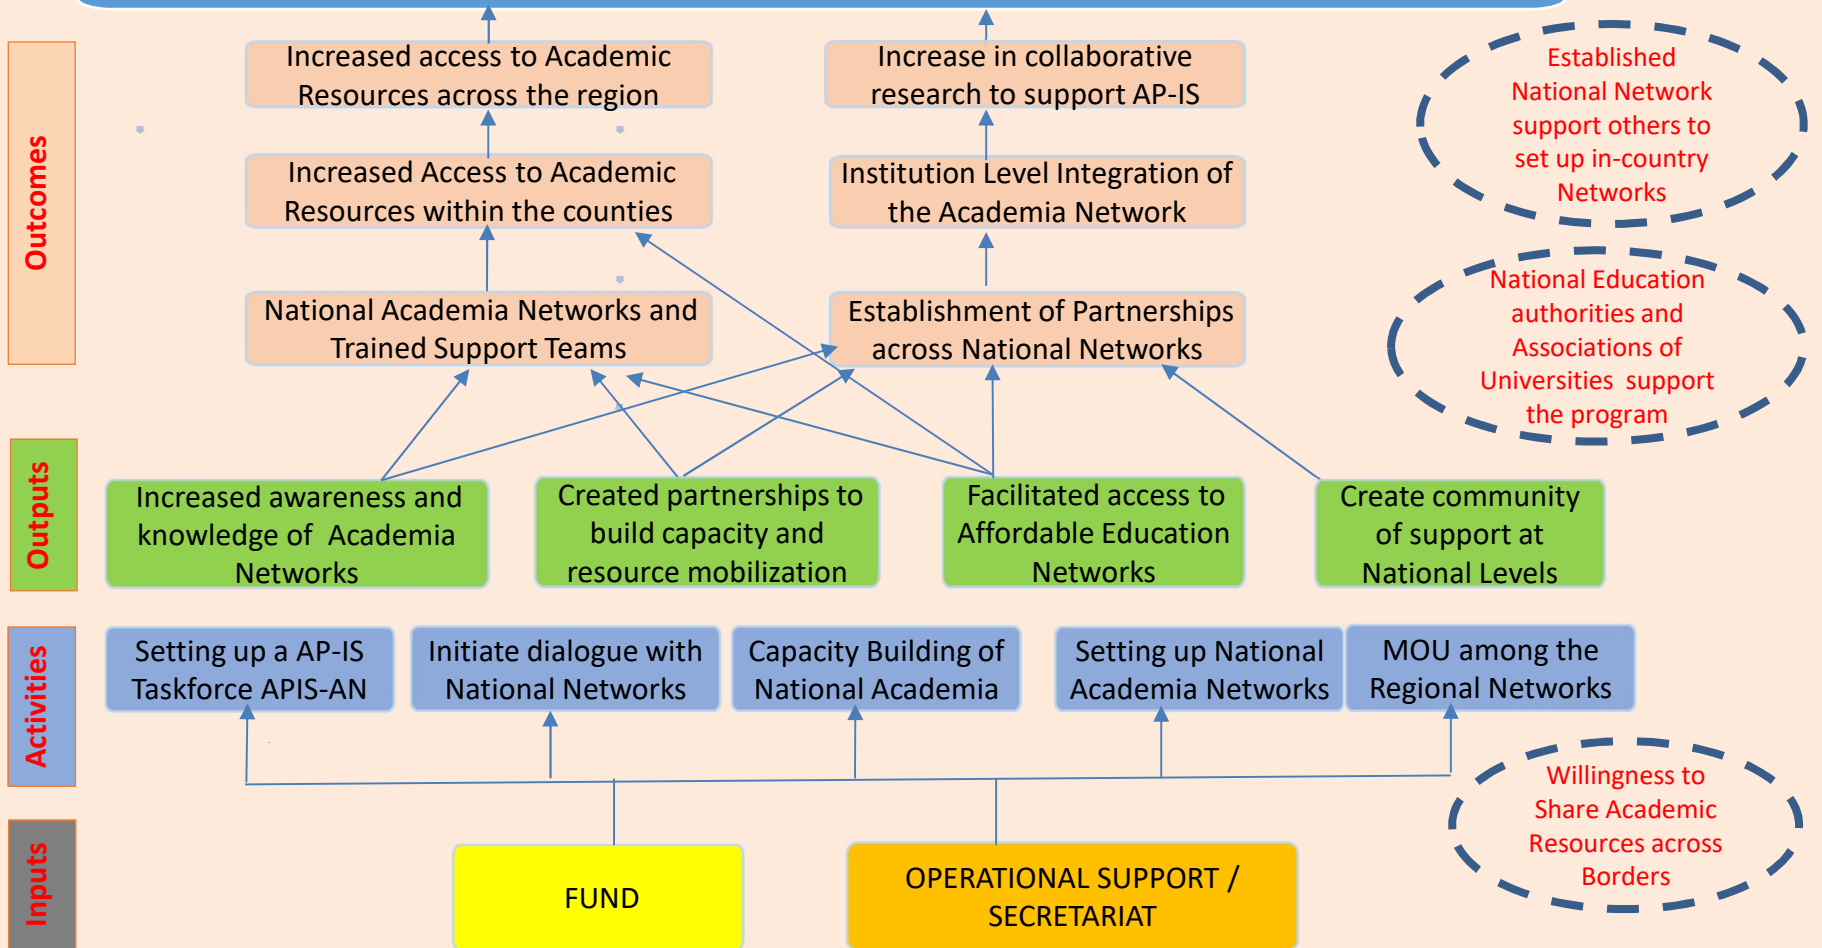 Outcomes
Increased access to Academic
Resources across the region
Increase in collaborative
research to support AP-IS
Established
National Network
support others to
set up in-country
Networks
Increased Access to Academic
Resources within the counties
Institution Level Integration of
the Academia Network
National Academia Networks and
Trained Support Teams
Establishment of Partnerships
across National Networks
National Education
authorities and
Associations of
Universities support
the program
Outputs
Increased awareness and
knowledge of Academia
Networks
Created partnerships to
build capacity and
resource mobilization
Facilitated access to
Affordable Education
Networks
Create community
of support at
National Levels
Activities
Setting up a AP-IS
Taskforce APIS-AN
Initiate dialogue with
National Networks
Capacity Building of
National Academia
Setting up National
Academia Networks
MOU among the
Regional Networks
Willingness to
Share Academic
Resources across
Borders
Inputs
FUND
OPERATIONAL SUPPORT /
SECRETARIAT